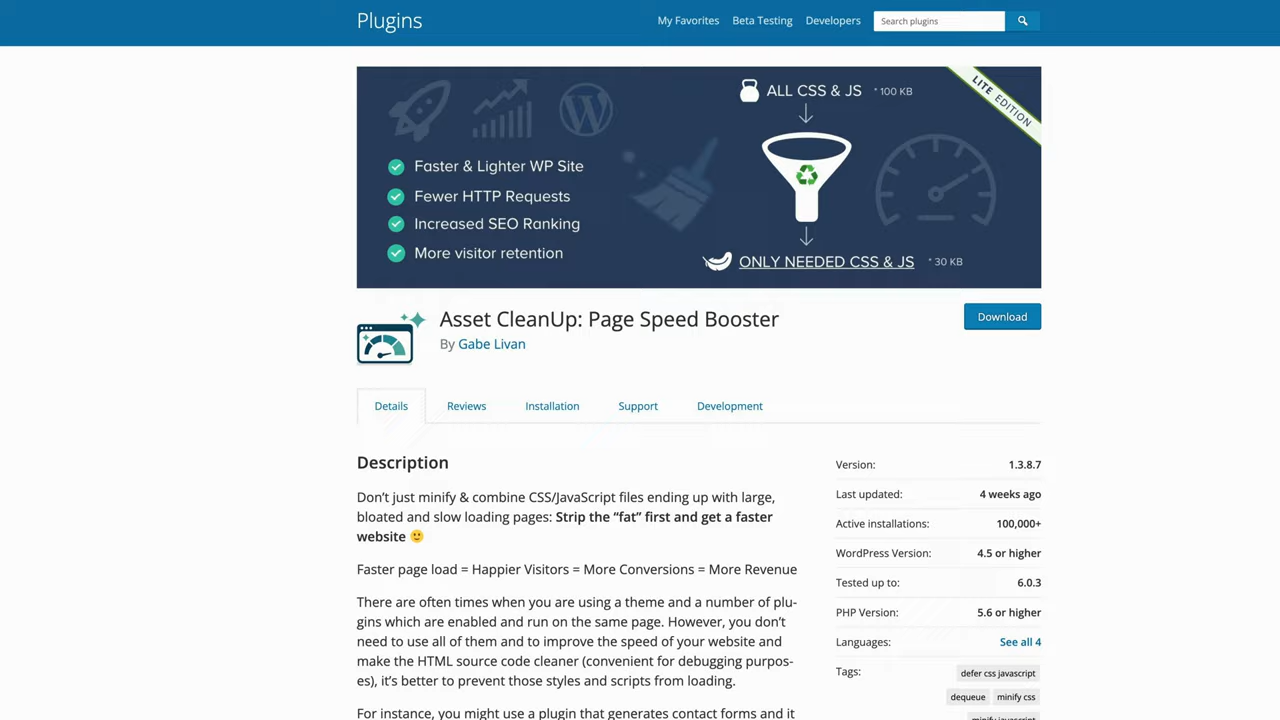 Plugins
My Favorites
Beta Testing
Developers
Search plugins
ALL CSS & JS
* 100 KB
LITE EDITION
Faster & Lighter WP Site
Fewer HTTP Requests
Increased SEO Ranking
More visitor retention
ONLY NEEDED CSS & JS
* 30 KB
Asset CleanUp: Page Speed Booster
By Gabe Livan
Download
Details
Reviews
Installation
Support
Development
Description
Don’t just minify & combine CSS/JavaScript files ending up with large,
bloated and slow loading pages: Strip the “fat” first and get a faster
website 🙂
Faster page load = Happier Visitors = More Conversions = More Revenue
There are often times when you are using a theme and a number of plu-
gins which are enabled and run on the same page. However, you don’t
need to use all of them and to improve the speed of your website and
make the HTML source code cleaner (convenient for debugging purpos-
es), it’s better to prevent those styles and scripts from loading.
For instance, you might use a plugin that generates contact forms and it
Version: 1.3.8.7
Last updated: 4 weeks ago
Active installations: 100,000+
WordPress Version: 4.5 or higher
Tested up to: 6.0.3
PHP Version: 5.6 or higher
Languages: See all 4
Tags: defer css javascript
dequeue minify css
minify javascript